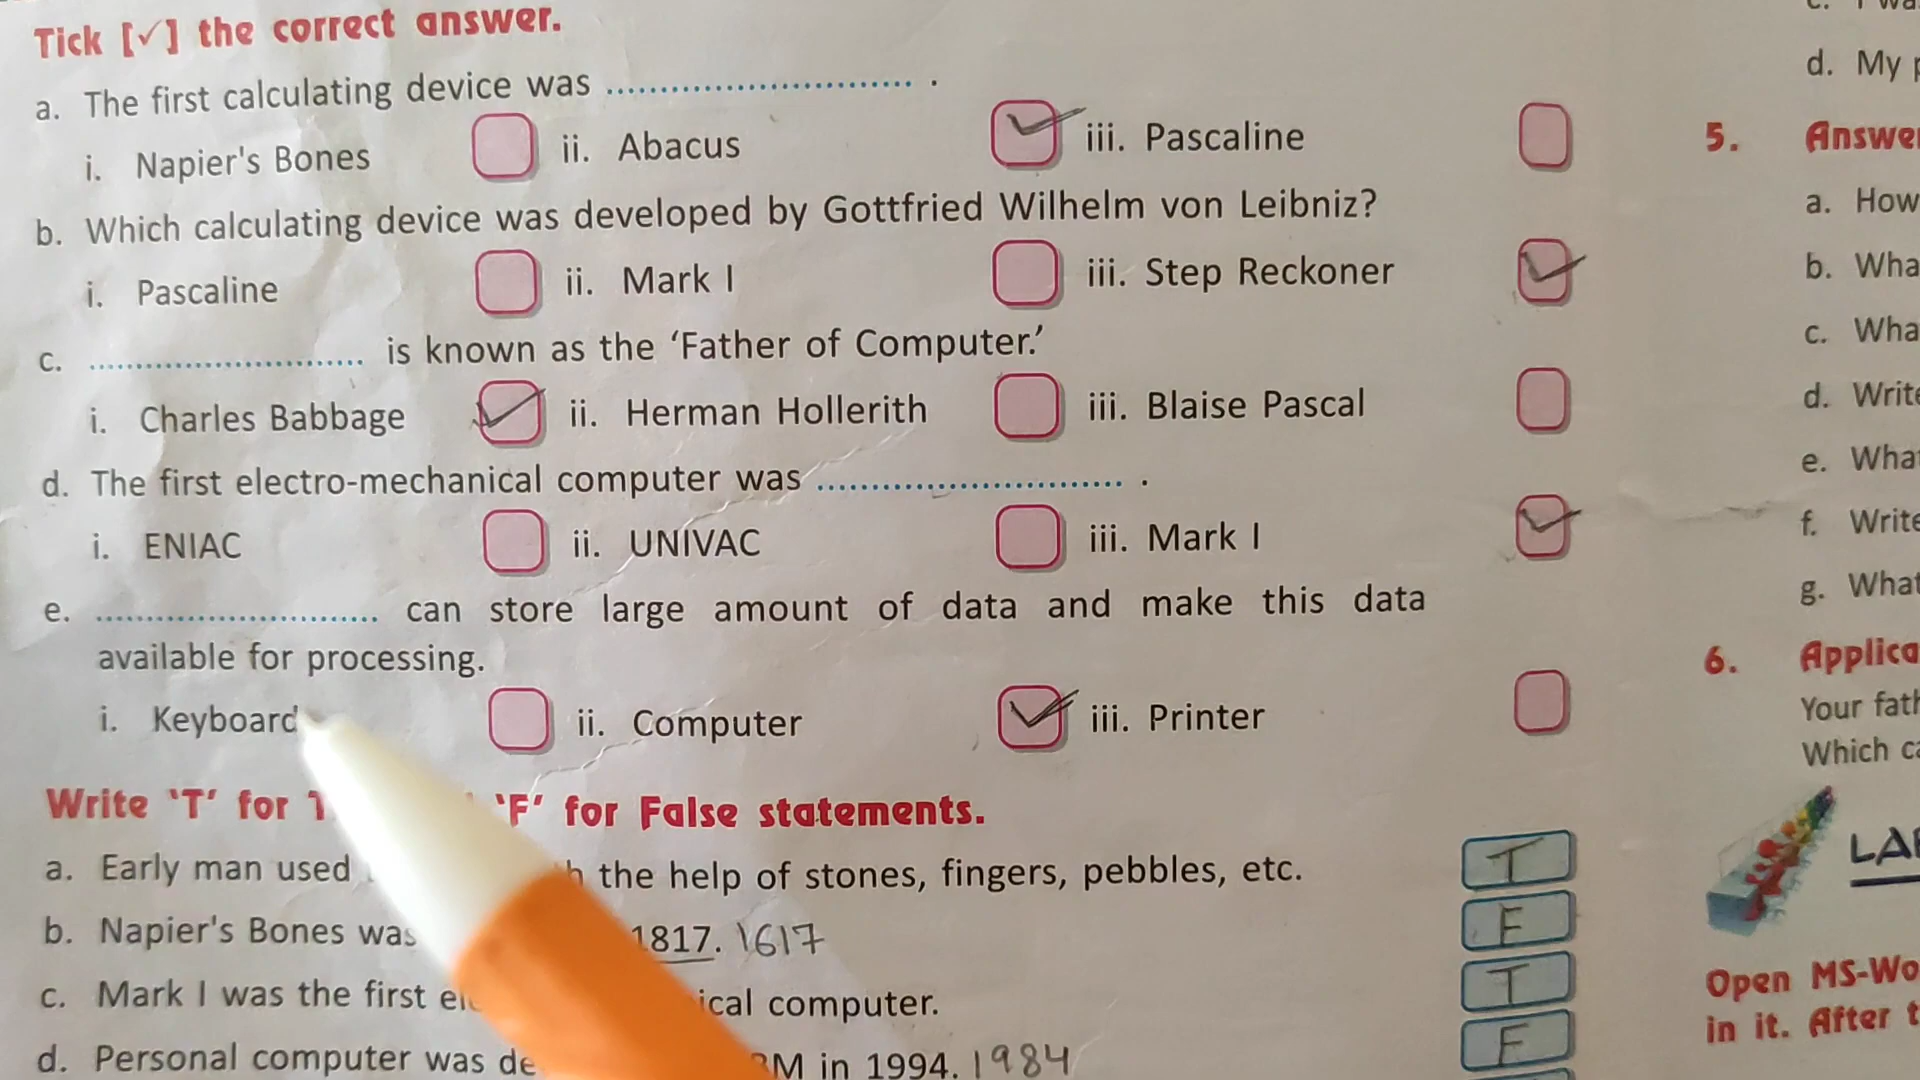 Tick [✓] the correct answer.
a. The first calculating device was .............................. .
i. Napier's Bones ii. Abacus ✓ iii. Pascaline
b. Which calculating device was developed by Gottfried Wilhelm von Leibniz?
i. Pascaline ii. Mark I iii. Step Reckoner ✓
c. .............................. is known as the ‘Father of Computer.’
i. Charles Babbage ✓ ii. Herman Hollerith iii. Blaise Pascal
d. The first electro-mechanical computer was .............................. .
i. ENIAC ii. UNIVAC iii. Mark I ✓
e. .............................. can store large amount of data and make this data
available for processing.
i. Keyboard ii. Computer ✓ iii. Printer
Write ‘T’ for ‘F’ for False statements.
a. Early man used the help of stones, fingers, pebbles, etc. T
b. Napier's Bones was 1817. 1617 F
c. Mark I was the first ical computer. T
d. Personal computer was de BM in 1994. 1984 F
d. My
5. Answer
a. How
b. Wha
c. Wha
d. Write
e. What
f. Write
g. What
6. Applica
Your fath
Which ca
LAB
Open MS-Wo
in it. After t